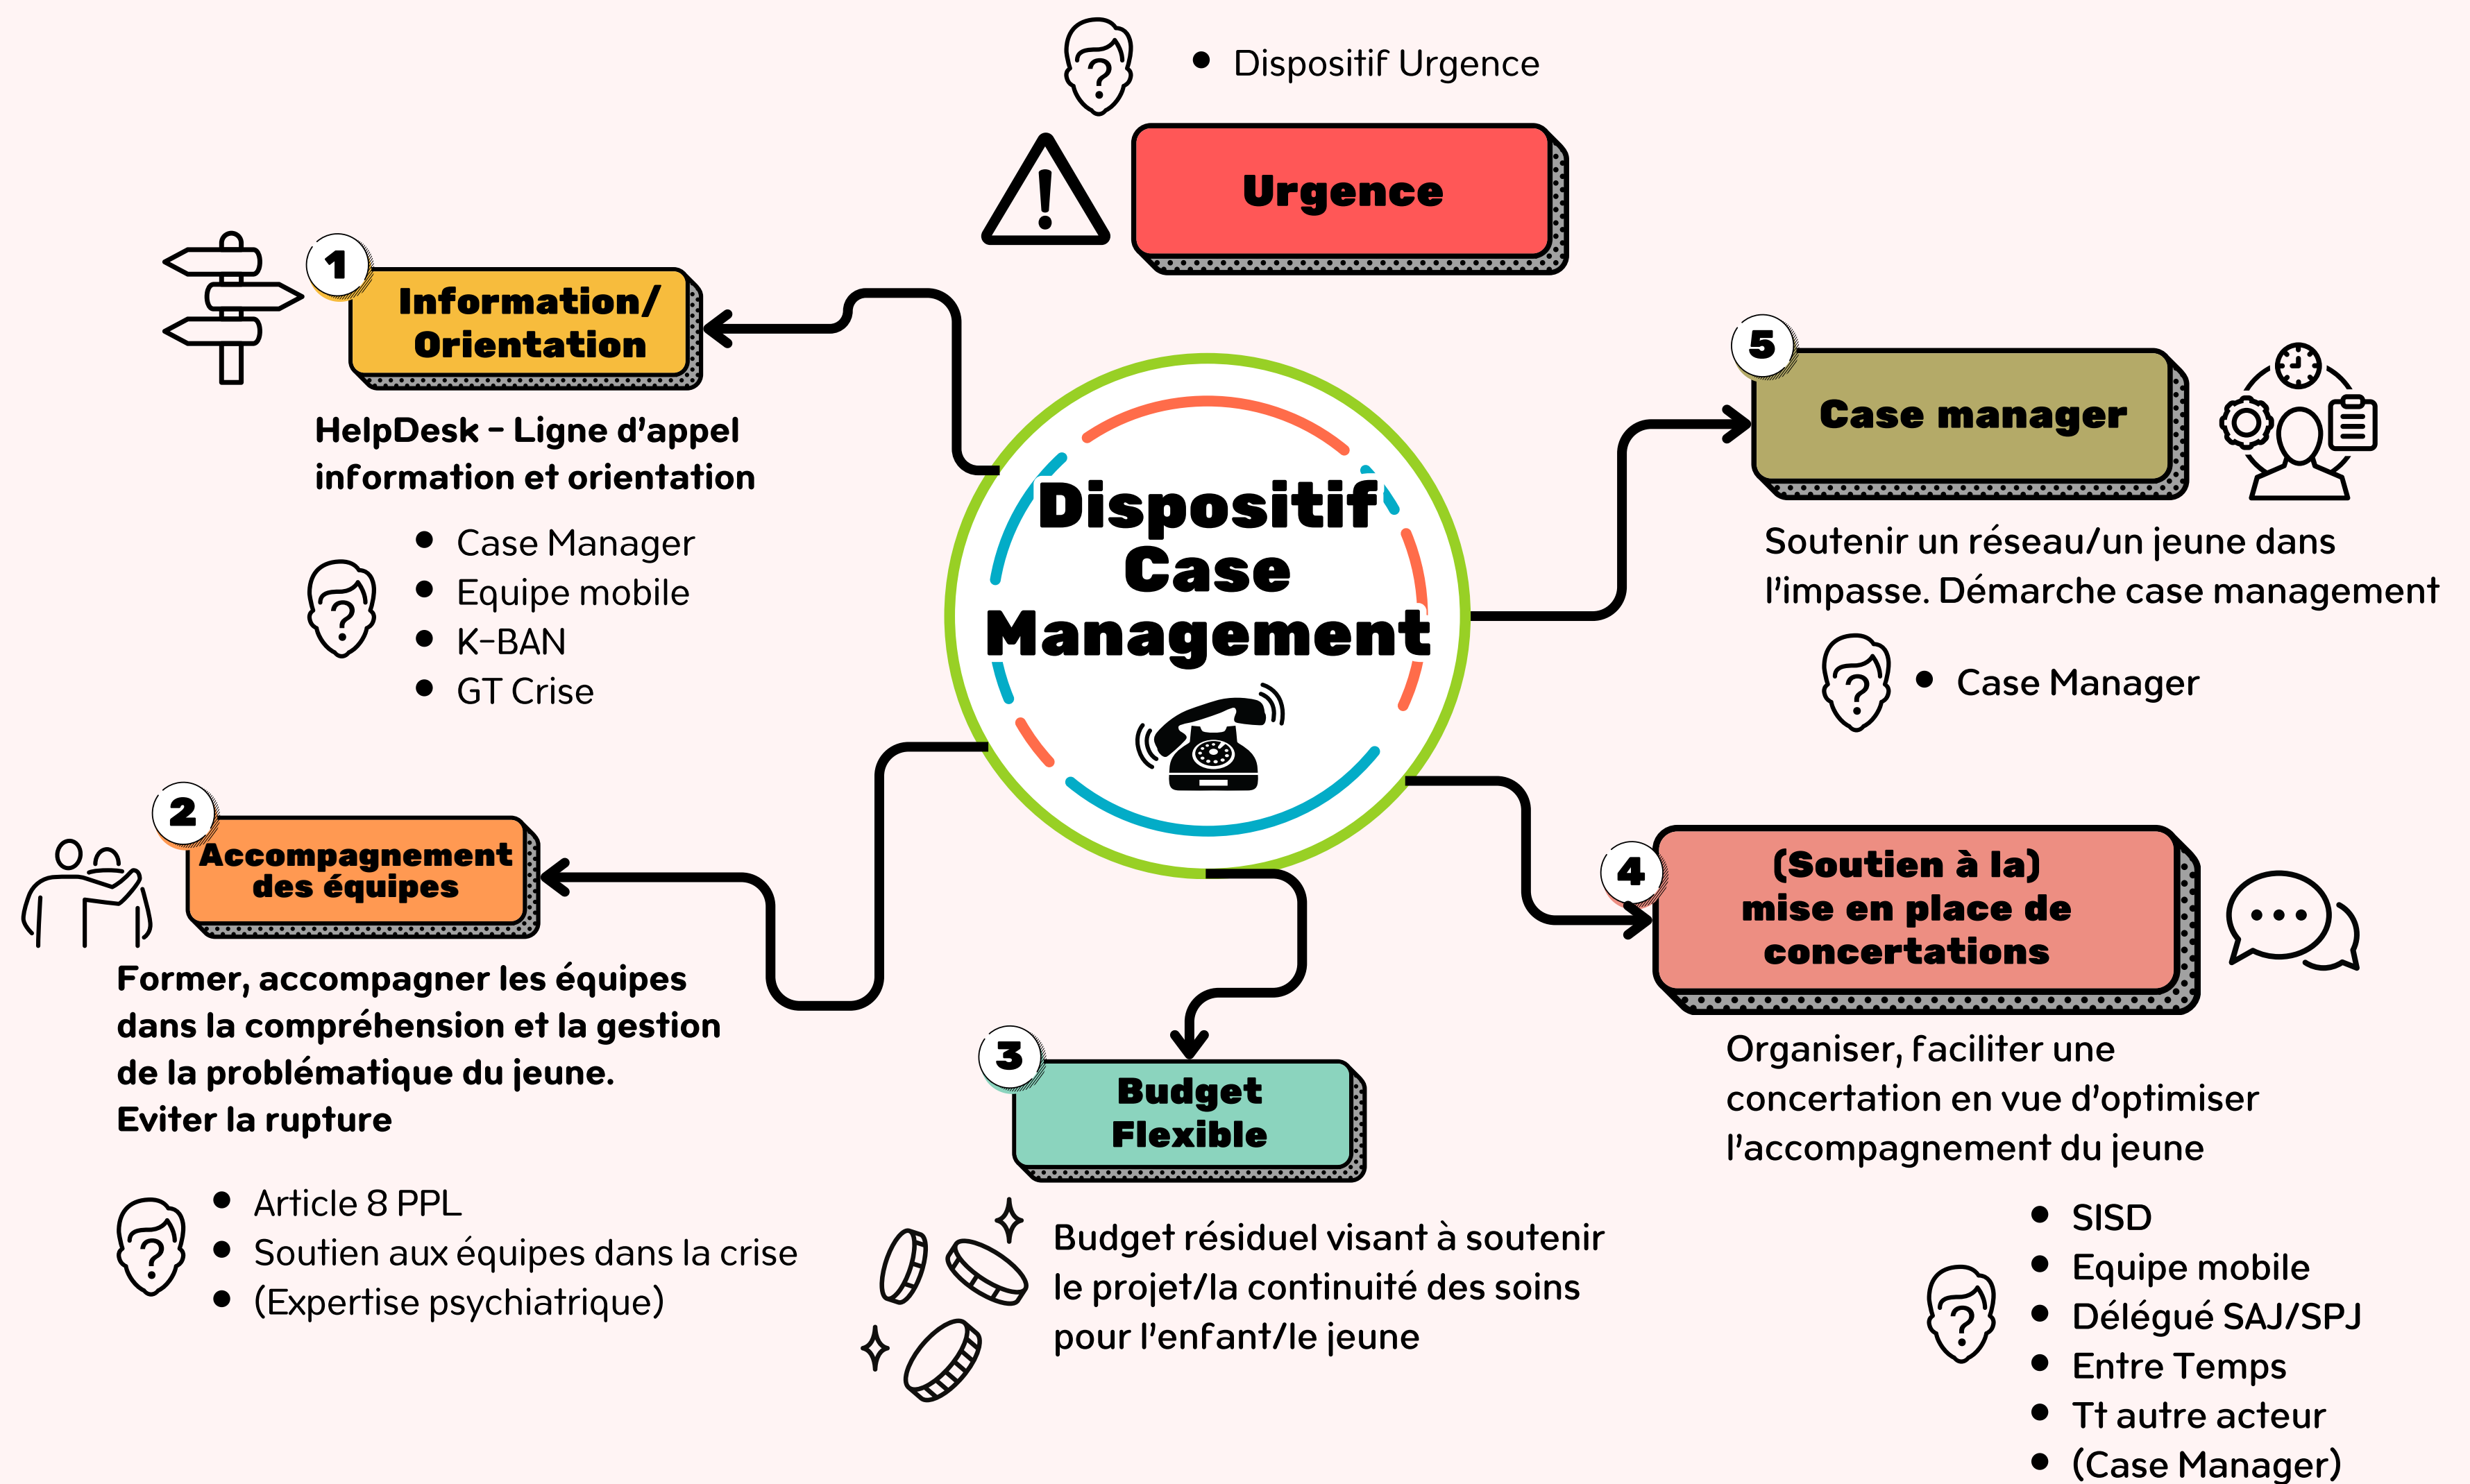 Dispositif Urgence
Urgence
1
Information/
Orientation
HelpDesk - Ligne d'appel
information et orientation
Case Manager
Equipe mobile
K-BAN
GT Crise
Dispositif
Case
Management
5
Case manager
Soutenir un réseau/un jeune dans
l'impasse. Démarche case management
Case Manager
2
Accompagnement
des équipes
Former, accompagner les équipes
dans la compréhension et la gestion
de la problématique du jeune.
Eviter la rupture
Article 8 PPL
Soutien aux équipes dans la crise
(Expertise psychiatrique)
3
Budget
Flexible
Budget résiduel visant à soutenir
le projet/la continuité des soins
pour l'enfant/le jeune
4
(Soutien à la)
mise en place de
concertations
Organiser, faciliter une
concertation en vue d'optimiser
l'accompagnement du jeune
SISD
Equipe mobile
Délégué SAJ/SPJ
Entre Temps
Tt autre acteur
(Case Manager)